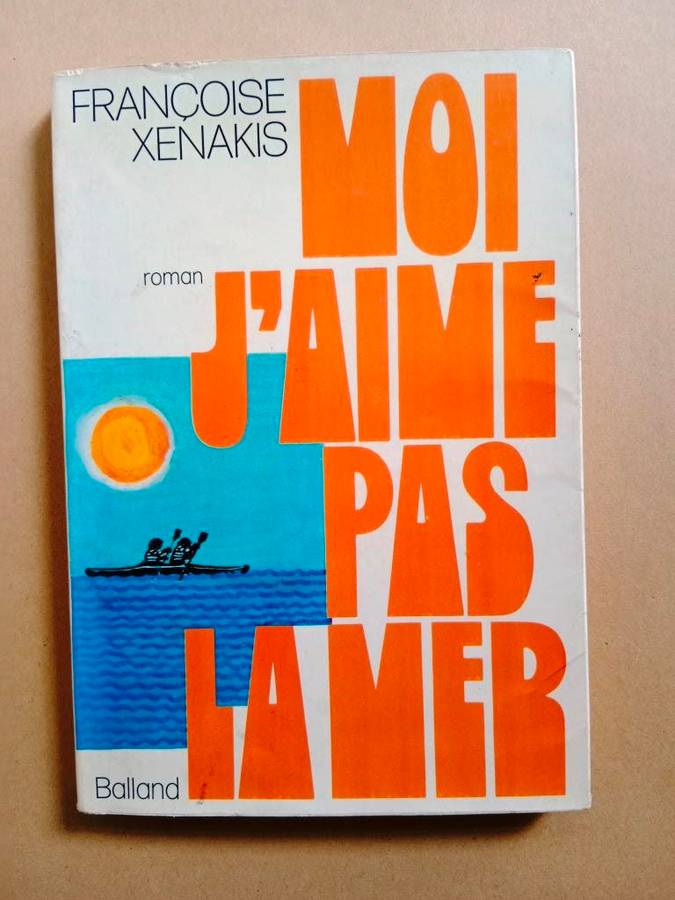 FRANÇOISE
XENAKIS
MOI
roman
J'AIME
PAS
LA MER
Balland